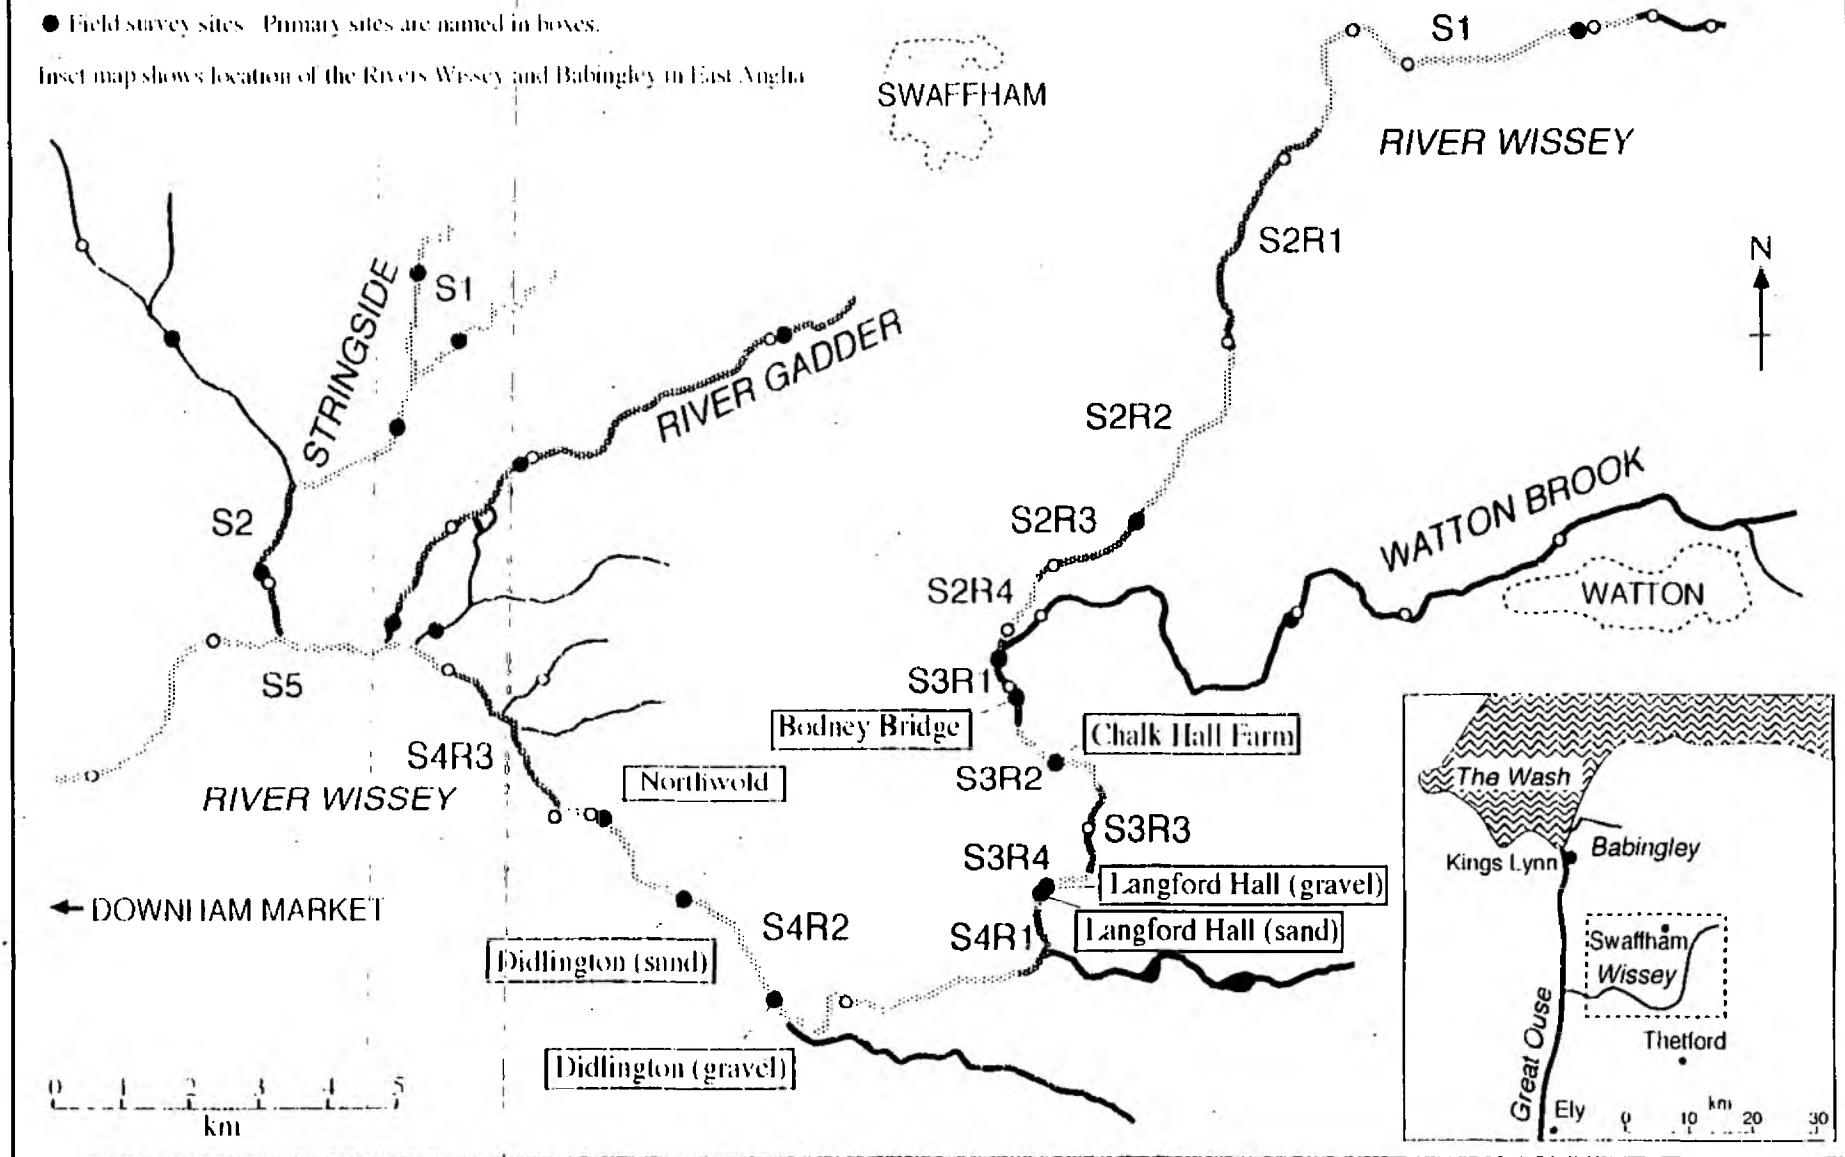 ● Field survey sites Primary sites are named in boxes.
Inset map shows location of the Rivers Wissey and Babingley in East Anglia
SWAFFHAM
S1
RIVER WISSEY
S2R1
N
STRINGSIDE
S1
RIVER GADDER
S2R2
S2
S2R3
WATTON BROOK
S2R4
WATTON
S5
S3R1
Bodney Bridge
Chalk Hall Farm
S4R3
S3R2
Northwold
RIVER WISSEY
S3R3
S3R4
Langford Hall (gravel)
← DOWNHAM MARKET
S4R2
S4R1
Langford Hall (sand)
Didlington (sand)
Didlington (gravel)
0 1 2 3 4 5
km
The Wash
Kings Lynn
Babingley
Swaffham
Wissey
Great Ouse
Thetford
Ely
km
0 10 20 30